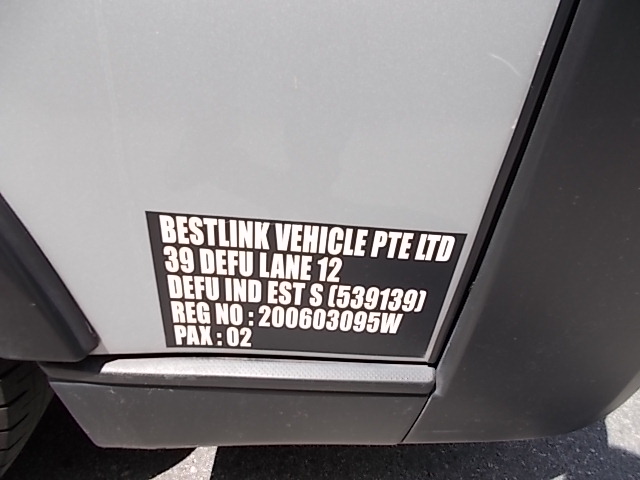 BESTLINK VEHICLE PTE LTD
39 DEFU LANE 12
DEFU IND EST S (539139)
REG NO : 200603095W
PAX : 02